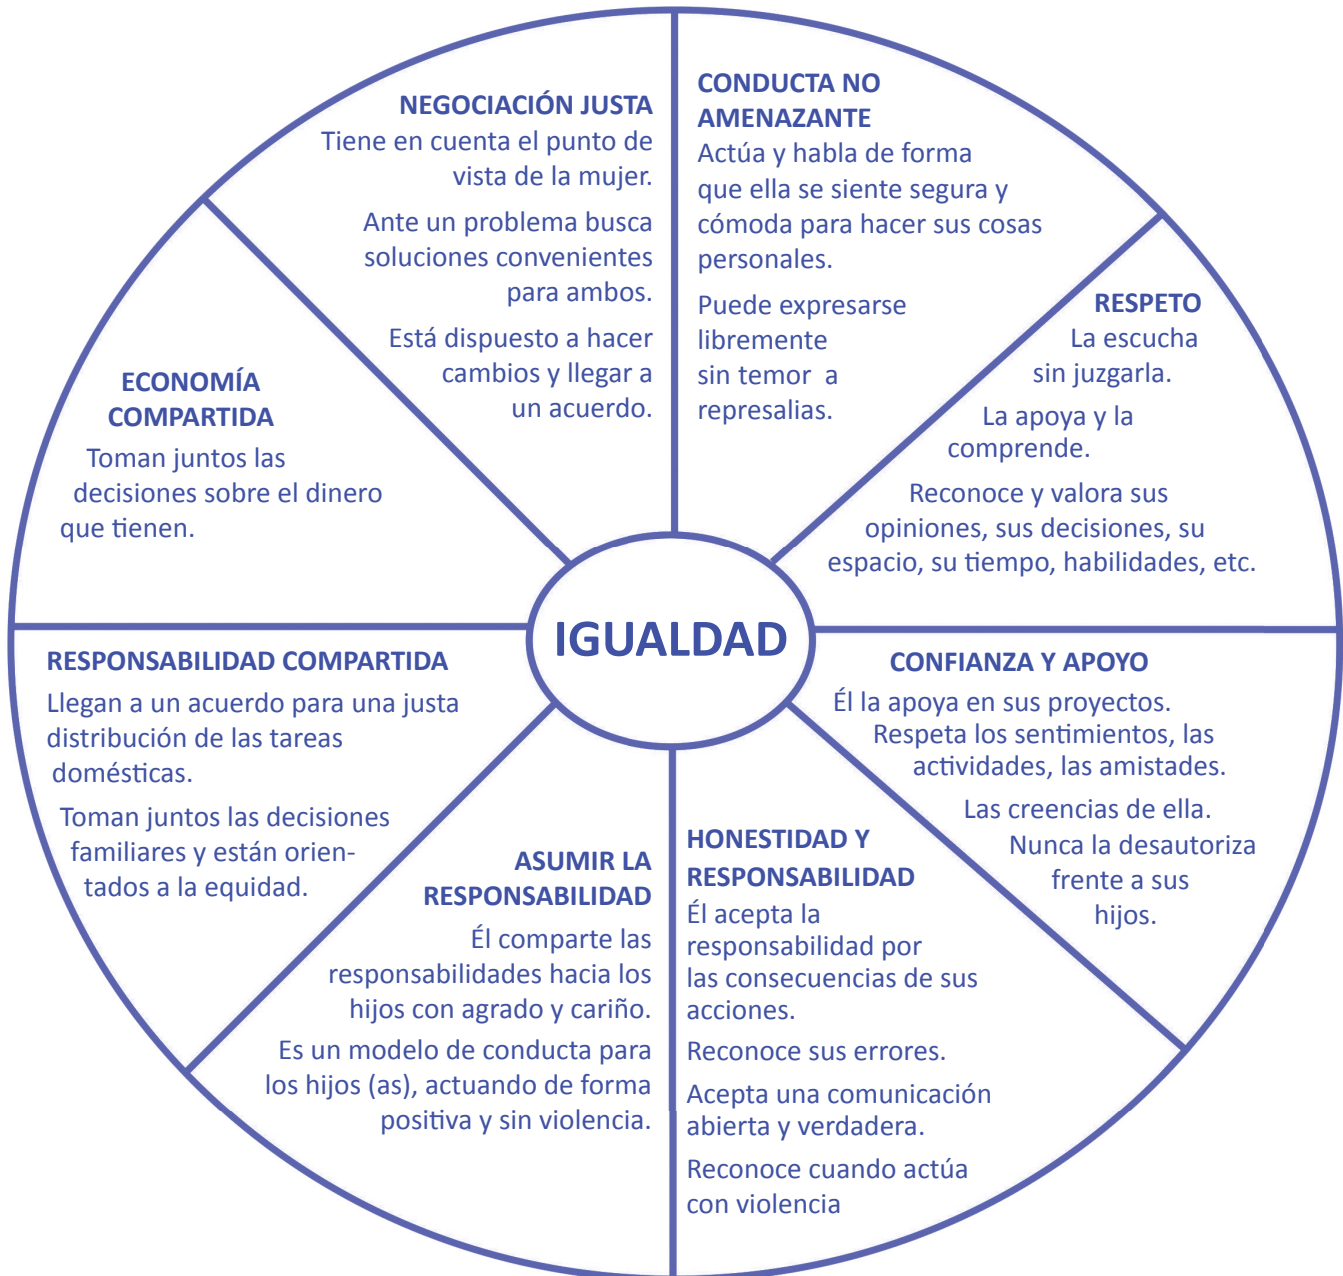 NEGOCIACIÓN JUSTA
Tiene en cuenta el punto de
vista de la mujer.
Ante un problema busca
soluciones convenientes
para ambos.
Está dispuesto a hacer
cambios y llegar a
un acuerdo.
CONDUCTA NO
AMENAZANTE
Actúa y habla de forma
que ella se siente segura y
cómoda para hacer sus cosas
personales.
Puede expresarse
libremente
sin temor a
represalias.
RESPETO
La escucha
sin juzgarla.
La apoya y la
comprende.
Reconoce y valora sus
opiniones, sus decisiones, su
espacio, su tiempo, habilidades, etc.
ECONOMÍA
COMPARTIDA
Toman juntos las
decisiones sobre el dinero
que tienen.
IGUALDAD
RESPONSABILIDAD COMPARTIDA
Llegan a un acuerdo para una justa
distribución de las tareas
domésticas.
Toman juntos las decisiones
familiares y están orien-
tados a la equidad.
CONFIANZA Y APOYO
Él la apoya en sus proyectos.
Respeta los sentimientos, las
actividades, las amistades.
Las creencias de ella.
Nunca la desautoriza
frente a sus
hijos.
ASUMIR LA
RESPONSABILIDAD
Él comparte las
responsabilidades hacia los
hijos con agrado y cariño.
Es un modelo de conducta para
los hijos (as), actuando de forma
positiva y sin violencia.
HONESTIDAD Y
RESPONSABILIDAD
Él acepta la
responsabilidad por
las consecuencias de sus
acciones.
Reconoce sus errores.
Acepta una comunicación
abierta y verdadera.
Reconoce cuando actúa
con violencia